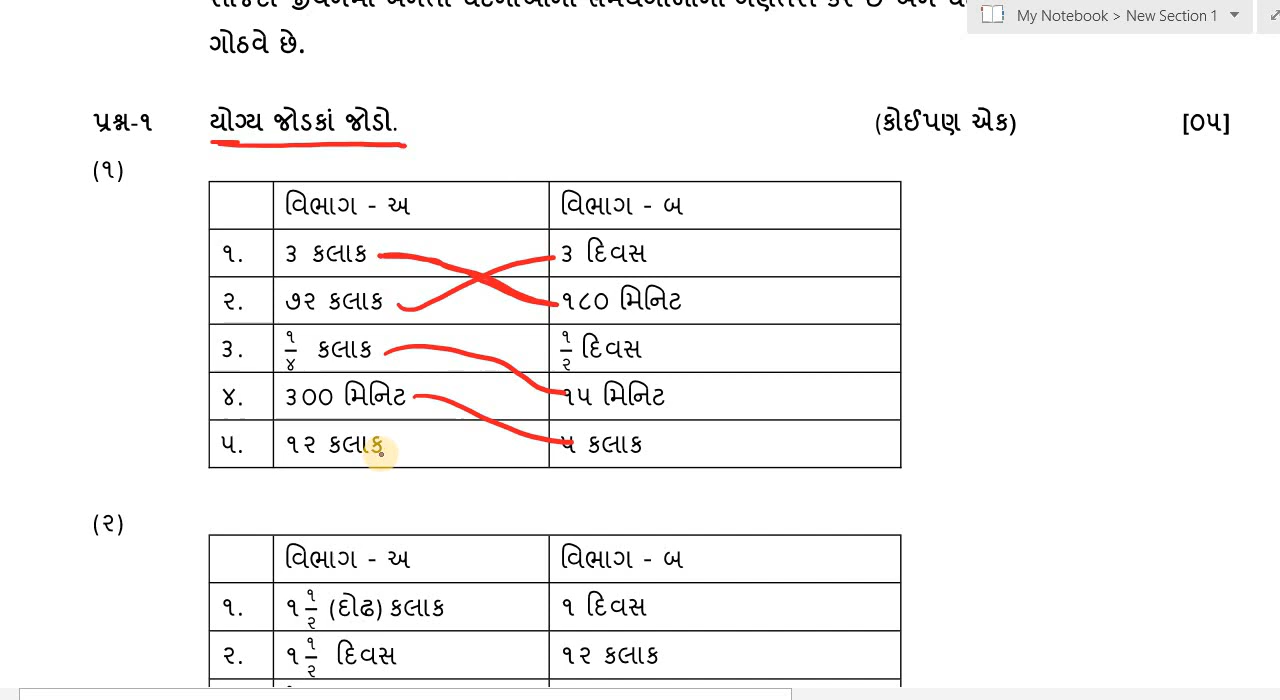 My Notebook > New Section 1
ગોઠવે છે.
પ્રશ્ન-૧ યોગ્ય જોડકાં જોડો. (કોઈપણ એક) [૦૫]
(૧)
વિભાગ - અ વિભાગ - બ
૧. ૩ કલાક ૩ દિવસ
૨. ૭૨ કલાક ૧૮૦ મિનિટ
૩. ૧/૪ કલાક ૧/૨ દિવસ
૪. ૩૦૦ મિનિટ ૧૫ મિનિટ
૫. ૧૨ કલાક ૫ કલાક
(૨)
વિભાગ - અ વિભાગ - બ
૧. ૧ ૧/૨ (દોઢ) કલાક ૧ દિવસ
૨. ૧ ૧/૨ દિવસ ૧૨ કલાક